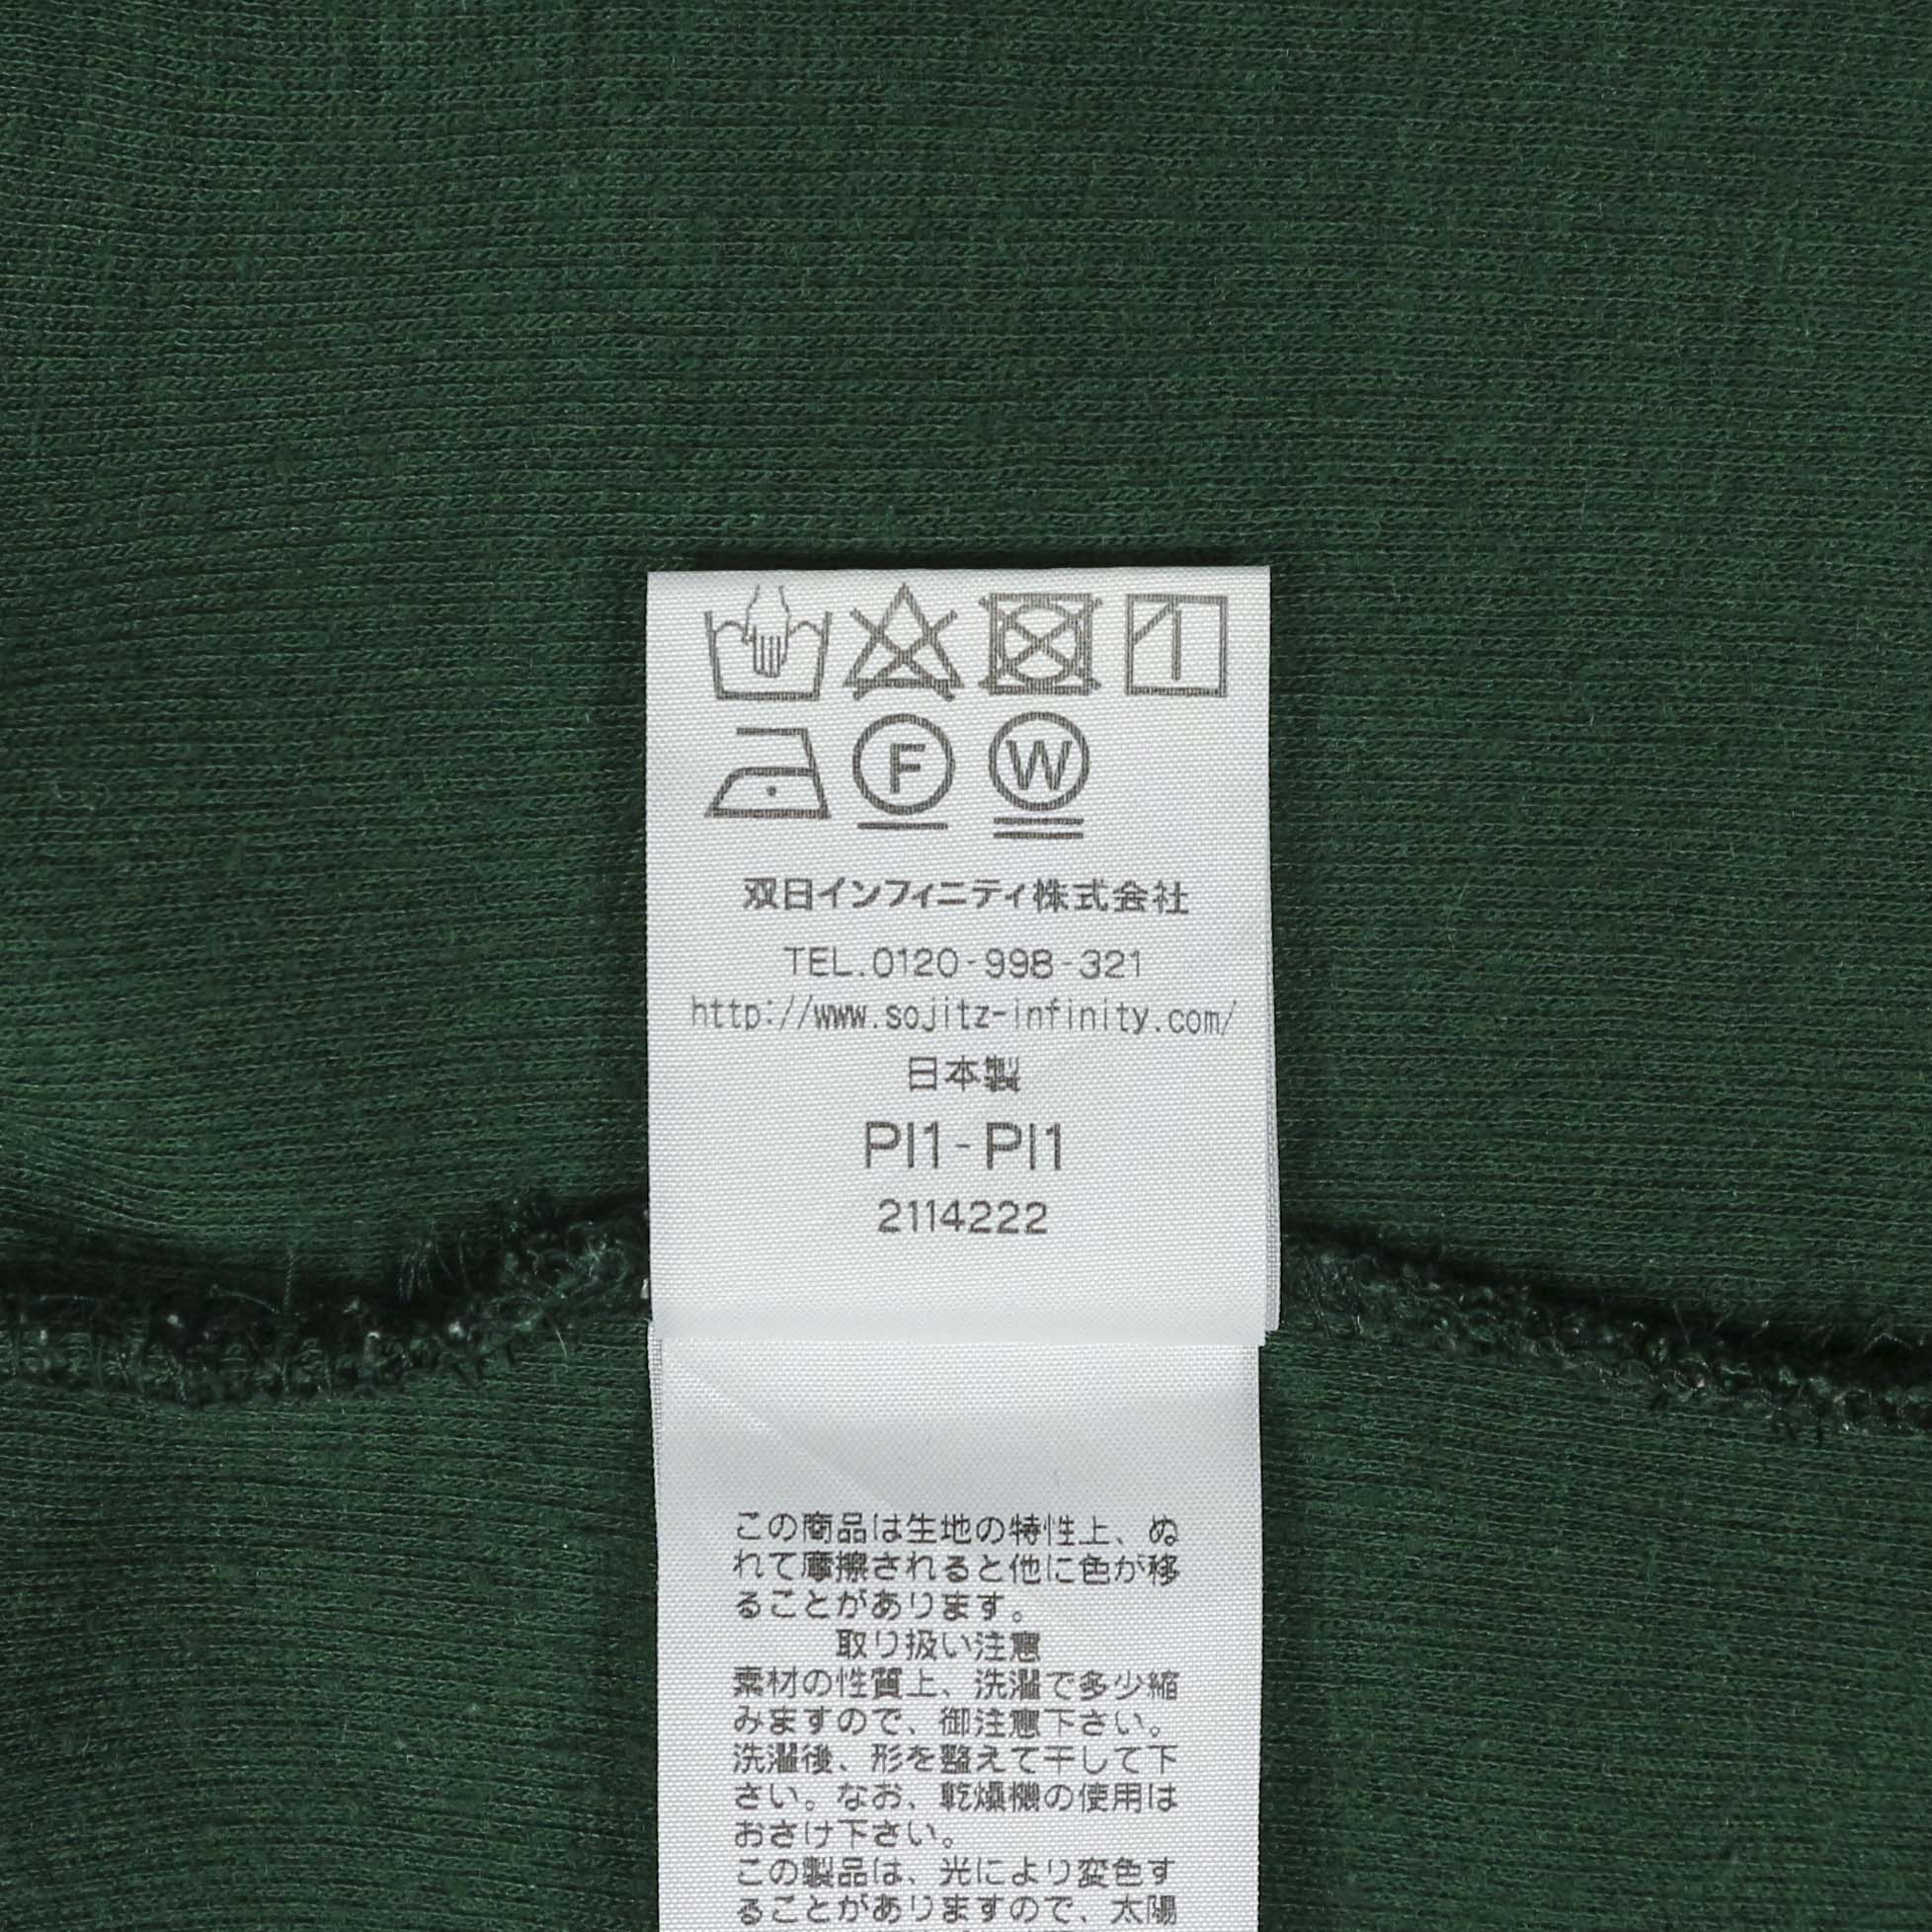 F W
双日インフィニティ株式会社
TEL.0120-998-321
http://www.sojitz-infinity.com/
日本製
PI1-PI1
2114222
この商品は生地の特性上、ぬ
れて摩擦されると他に色が移
ることがあります。
取り扱い注意
素材の性質上、洗濯で多少縮
みますので、御注意下さい。
洗濯後、形を整えて干して下
さい。なお、乾燥機の使用は
おさけ下さい。
この製品は、光により変色す
ることがありますので、太陽